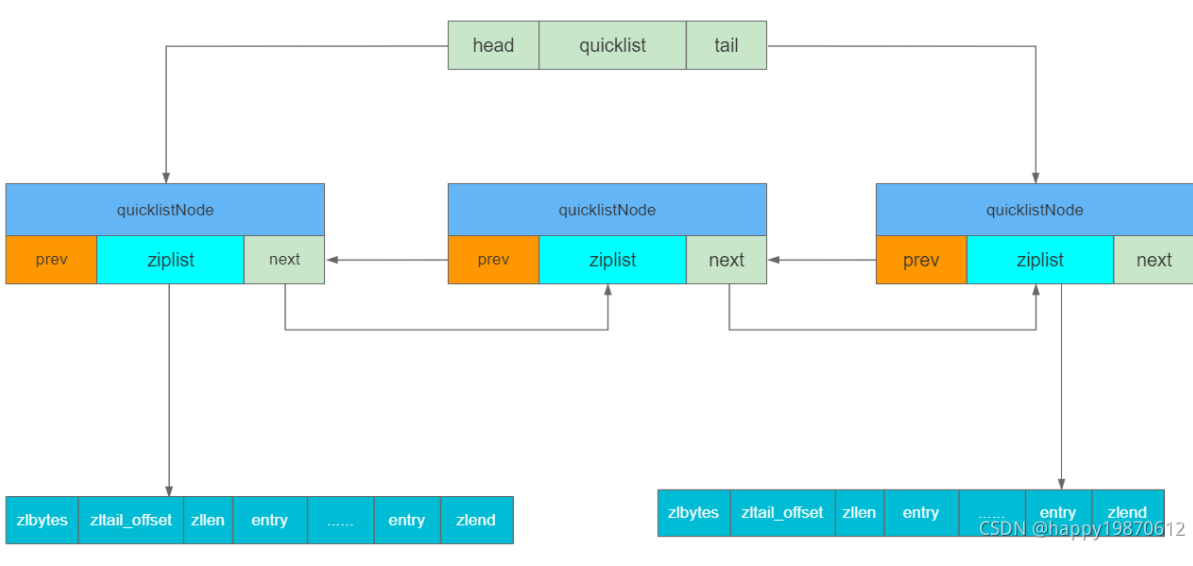 head quicklist tail
quicklistNode quicklistNode quicklistNode
prev ziplist next prev ziplist next prev ziplist next
zlbytes zltail_offset zllen entry ...... entry zlend
zlbytes zltail_offset zllen entry ...... entry zlend
CSDN @happy19870612